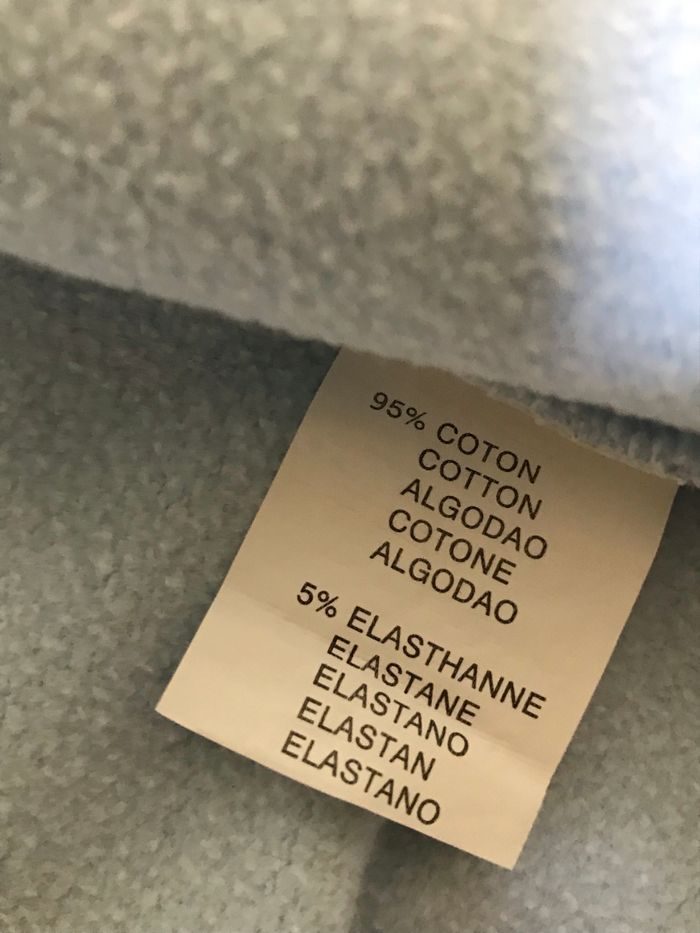 95% COTON
COTTON
ALGODAO
COTONE
ALGODAO
5% ELASTHANNE
ELASTANE
ELASTANO
ELASTAN
ELASTANO